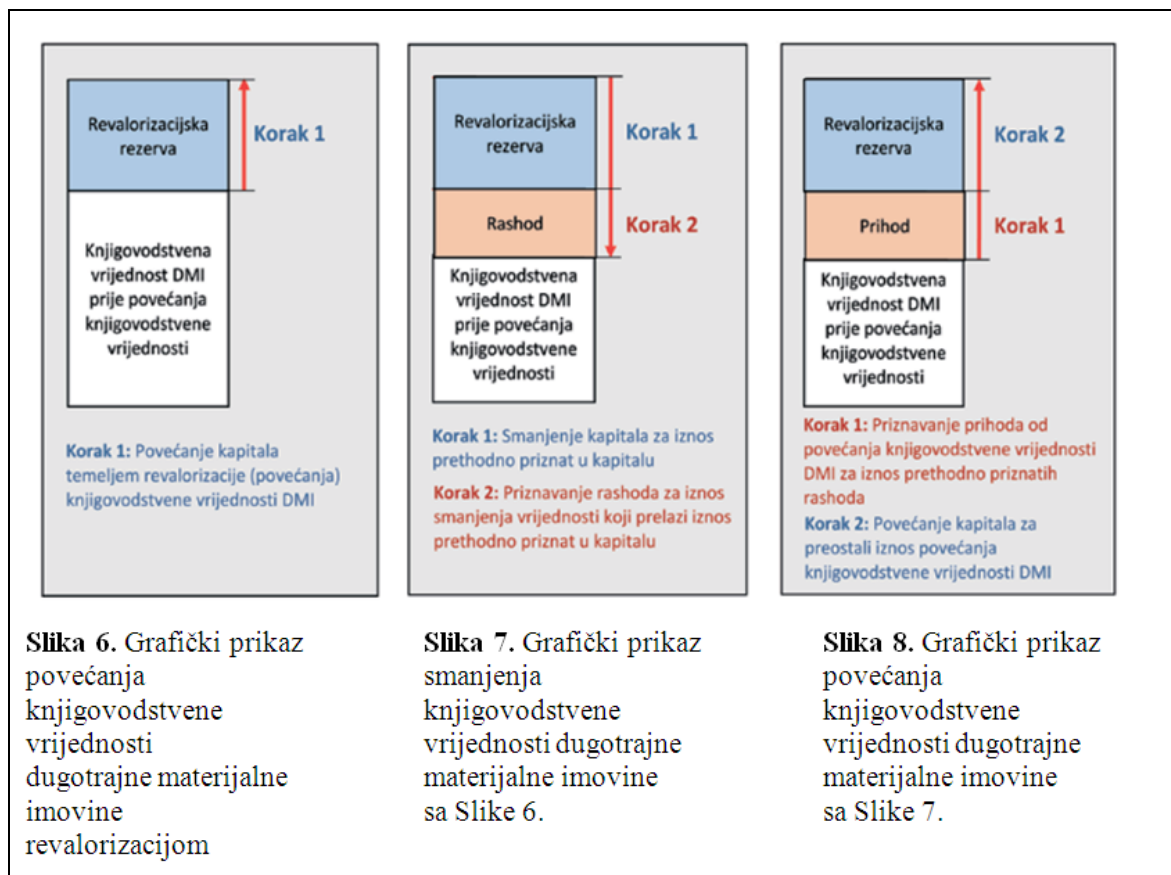 Revalorizacijska
rezerva
Korak 1
Knjigovodstvena
vrijednost DMI
prije povećanja
knjigovodstvene
vrijednosti
Korak 1: Povećanje kapitala
temeljem revalorizacije (povećanja)
knjigovodstvene vrijednosti DMI
Revalorizacijska
rezerva
Korak 1
Rashod
Korak 2
Knjigovodstvena
vrijednost DMI
prije povećanja
knjigovodstvene
vrijednosti
Korak 1: Smanjenje kapitala za iznos
prethodno priznat u kapitalu
Korak 2: Priznavanje rashoda za iznos
smanjenja vrijednosti koji prelazi iznos
prethodno priznat u kapitalu
Revalorizacijska
rezerva
Korak 2
Prihod
Korak 1
Knjigovodstvena
vrijednost DMI
prije povećanja
knjigovodstvene
vrijednosti
Korak 1: Priznavanje prihoda od
povećanja knjigovodstvene vrijednosti
DMI za iznos prethodno priznatih
rashoda
Korak 2: Povećanje kapitala za
preostali iznos povećanja
knjigovodstvene vrijednosti DMI
Slika 6. Grafički prikaz
povećanja
knjigovodstvene
vrijednosti
dugotrajne materijalne
imovine
revalorizacijom
Slika 7. Grafički prikaz
smanjenja
knjigovodstvene
vrijednosti dugotrajne
materijalne imovine
sa Slike 6.
Slika 8. Grafički prikaz
povećanja
knjigovodstvene
vrijednosti dugotrajne
materijalne imovine
sa Slike 7.